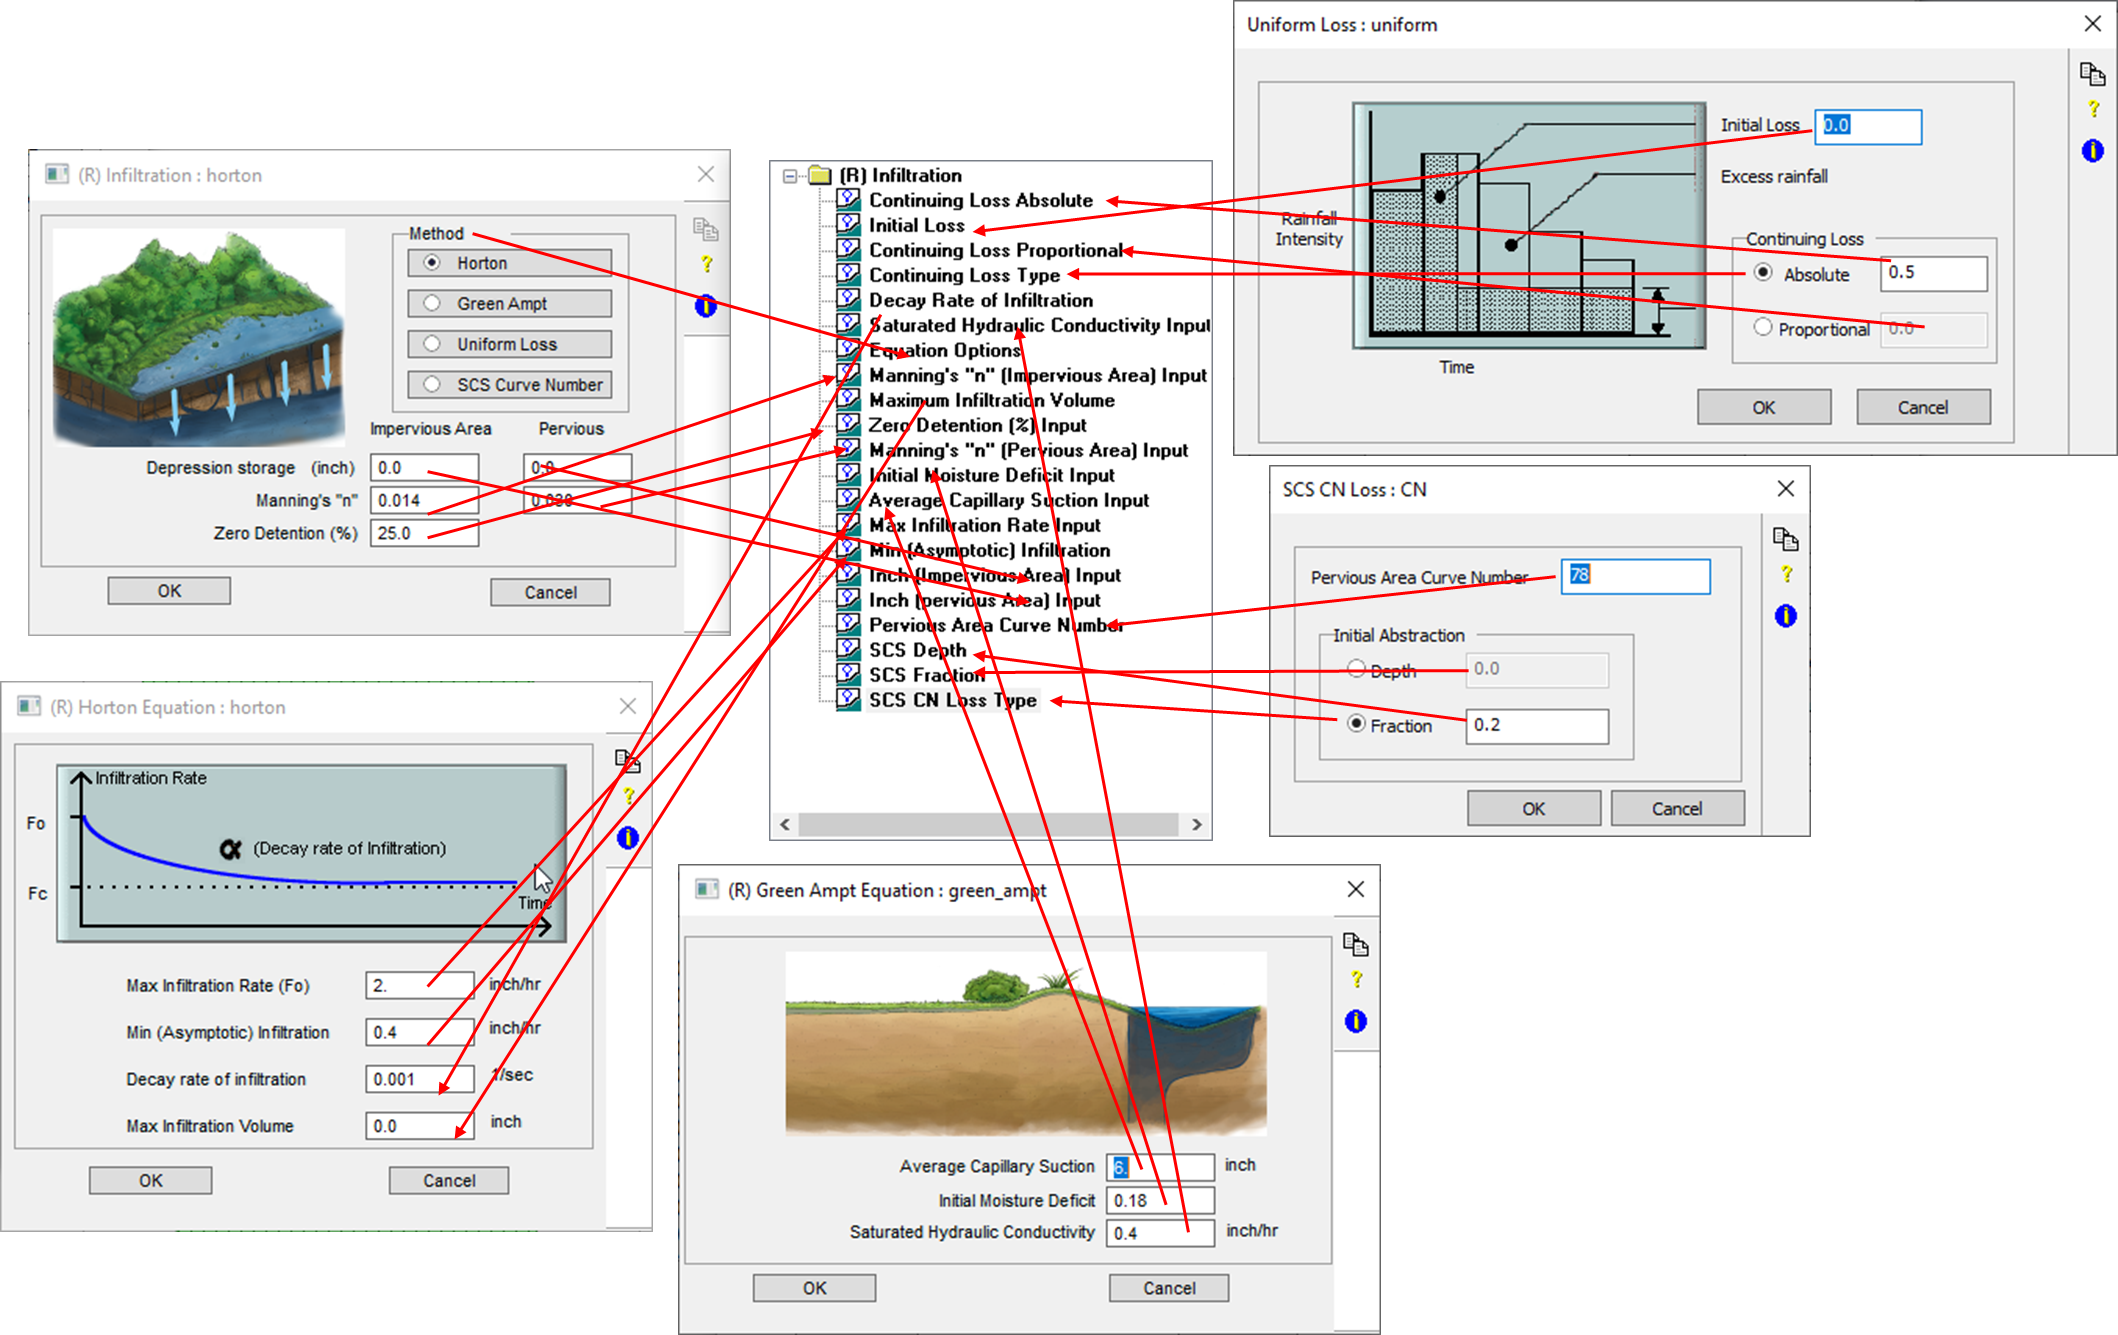 Uniform Loss : uniform
Initial Loss 0.0
Excess rainfall
Rainfall
Intensity
Continuing Loss
Absolute 0.5
Proportional 0.0
Time
OK Cancel
(R) Infiltration : horton
Method
Horton
Green Ampt
Uniform Loss
SCS Curve Number
Impervious Area Pervious
Depression storage (inch) 0.0 0.0
Manning's "n" 0.014 0.030
Zero Detention (%) 25.0
OK Cancel
(R) Infiltration
Continuing Loss Absolute
Initial Loss
Continuing Loss Proportional
Continuing Loss Type
Decay Rate of Infiltration
Saturated Hydraulic Conductivity Input
Equation Options
Manning's "n" (Impervious Area) Input
Maximum Infiltration Volume
Zero Detention (%) Input
Manning's "n" (Pervious Area) Input
Initial Moisture Deficit Input
Average Capillary Suction Input
Max Infiltration Rate Input
Min (Asymptotic) Infiltration
Inch (Impervious Area) Input
Inch (pervious Area) Input
Pervious Area Curve Number
SCS Depth
SCS Fraction
SCS CN Loss Type
SCS CN Loss : CN
Pervious Area Curve Number 78
Initial Abstraction
Depth 0.0
Fraction 0.2
OK Cancel
(R) Horton Equation : horton
Infiltration Rate
Fo
α (Decay rate of Infiltration)
Fc
Time
Max Infiltration Rate (Fo) 2. inch/hr
Min (Asymptotic) Infiltration 0.4 inch/hr
Decay rate of infiltration 0.001 1/sec
Max Infiltration Volume 0.0 inch
OK Cancel
(R) Green Ampt Equation : green_ampt
Average Capillary Suction 6. inch
Initial Moisture Deficit 0.18
Saturated Hydraulic Conductivity 0.4 inch/hr
OK Cancel